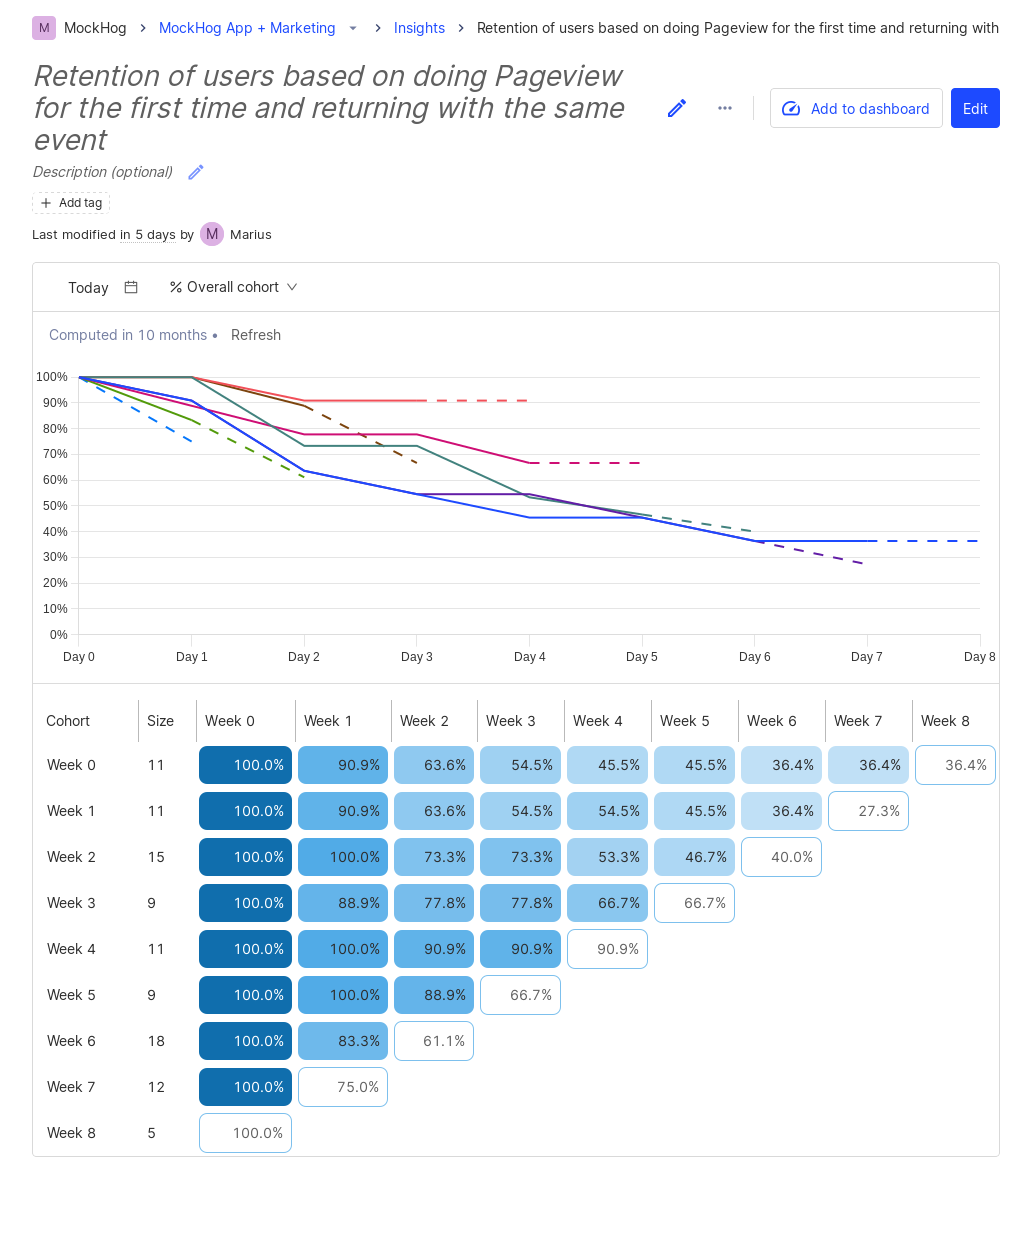 M MockHog > MockHog App + Marketing > Insights > Retention of users based on doing Pageview for the first time and returning with
Retention of users based on doing Pageview
for the first time and returning with the same
event
Add to dashboard
Edit
Description (optional)
Add tag
Last modified in 5 days by M Marius
Today
% Overall cohort
Computed in 10 months • Refresh
100%
90%
80%
70%
60%
50%
40%
30%
20%
10%
0%
Day 0 Day 1 Day 2 Day 3 Day 4 Day 5 Day 6 Day 7 Day 8
Cohort Size Week 0 Week 1 Week 2 Week 3 Week 4 Week 5 Week 6 Week 7 Week 8
Week 0 11 100.0% 90.9% 63.6% 54.5% 45.5% 45.5% 36.4% 36.4% 36.4%
Week 1 11 100.0% 90.9% 63.6% 54.5% 54.5% 45.5% 36.4% 27.3%
Week 2 15 100.0% 100.0% 73.3% 73.3% 53.3% 46.7% 40.0%
Week 3 9 100.0% 88.9% 77.8% 77.8% 66.7% 66.7%
Week 4 11 100.0% 100.0% 90.9% 90.9% 90.9%
Week 5 9 100.0% 100.0% 88.9% 66.7%
Week 6 18 100.0% 83.3% 61.1%
Week 7 12 100.0% 75.0%
Week 8 5 100.0%